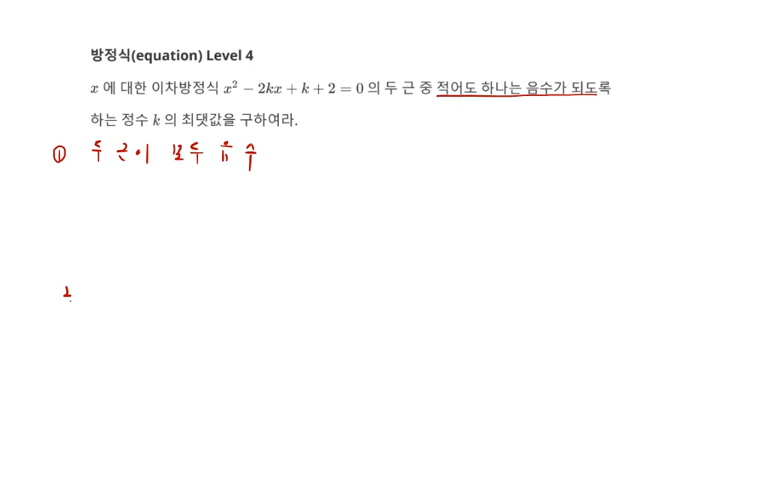 방정식(equation) Level 4
x 에 대한 이차방정식 x² − 2kx + k + 2 = 0 의 두 근 중 적어도 하나는 음수가 되도록
하는 정수 k 의 최댓값을 구하여라.
① 두 근이 모두 음수